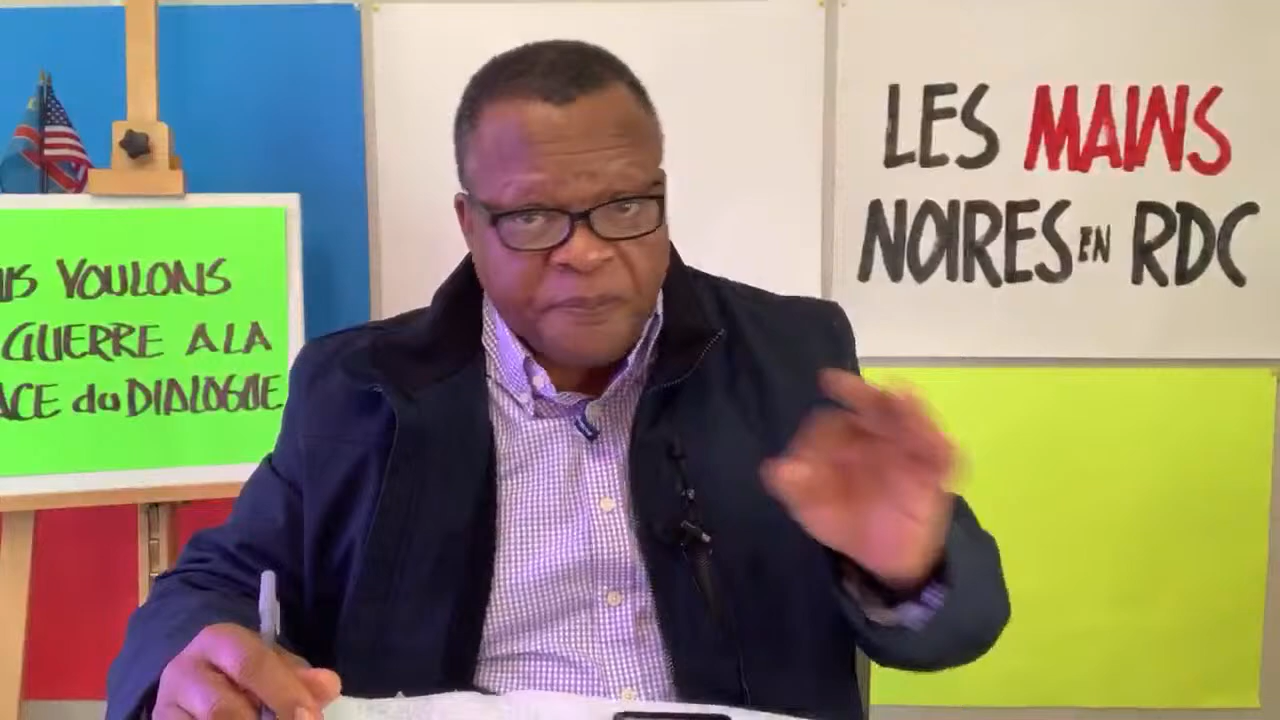 VOULONS
GUERRE A LA
du DIALOGUE
LES MAINS
NOIRES EN RDC